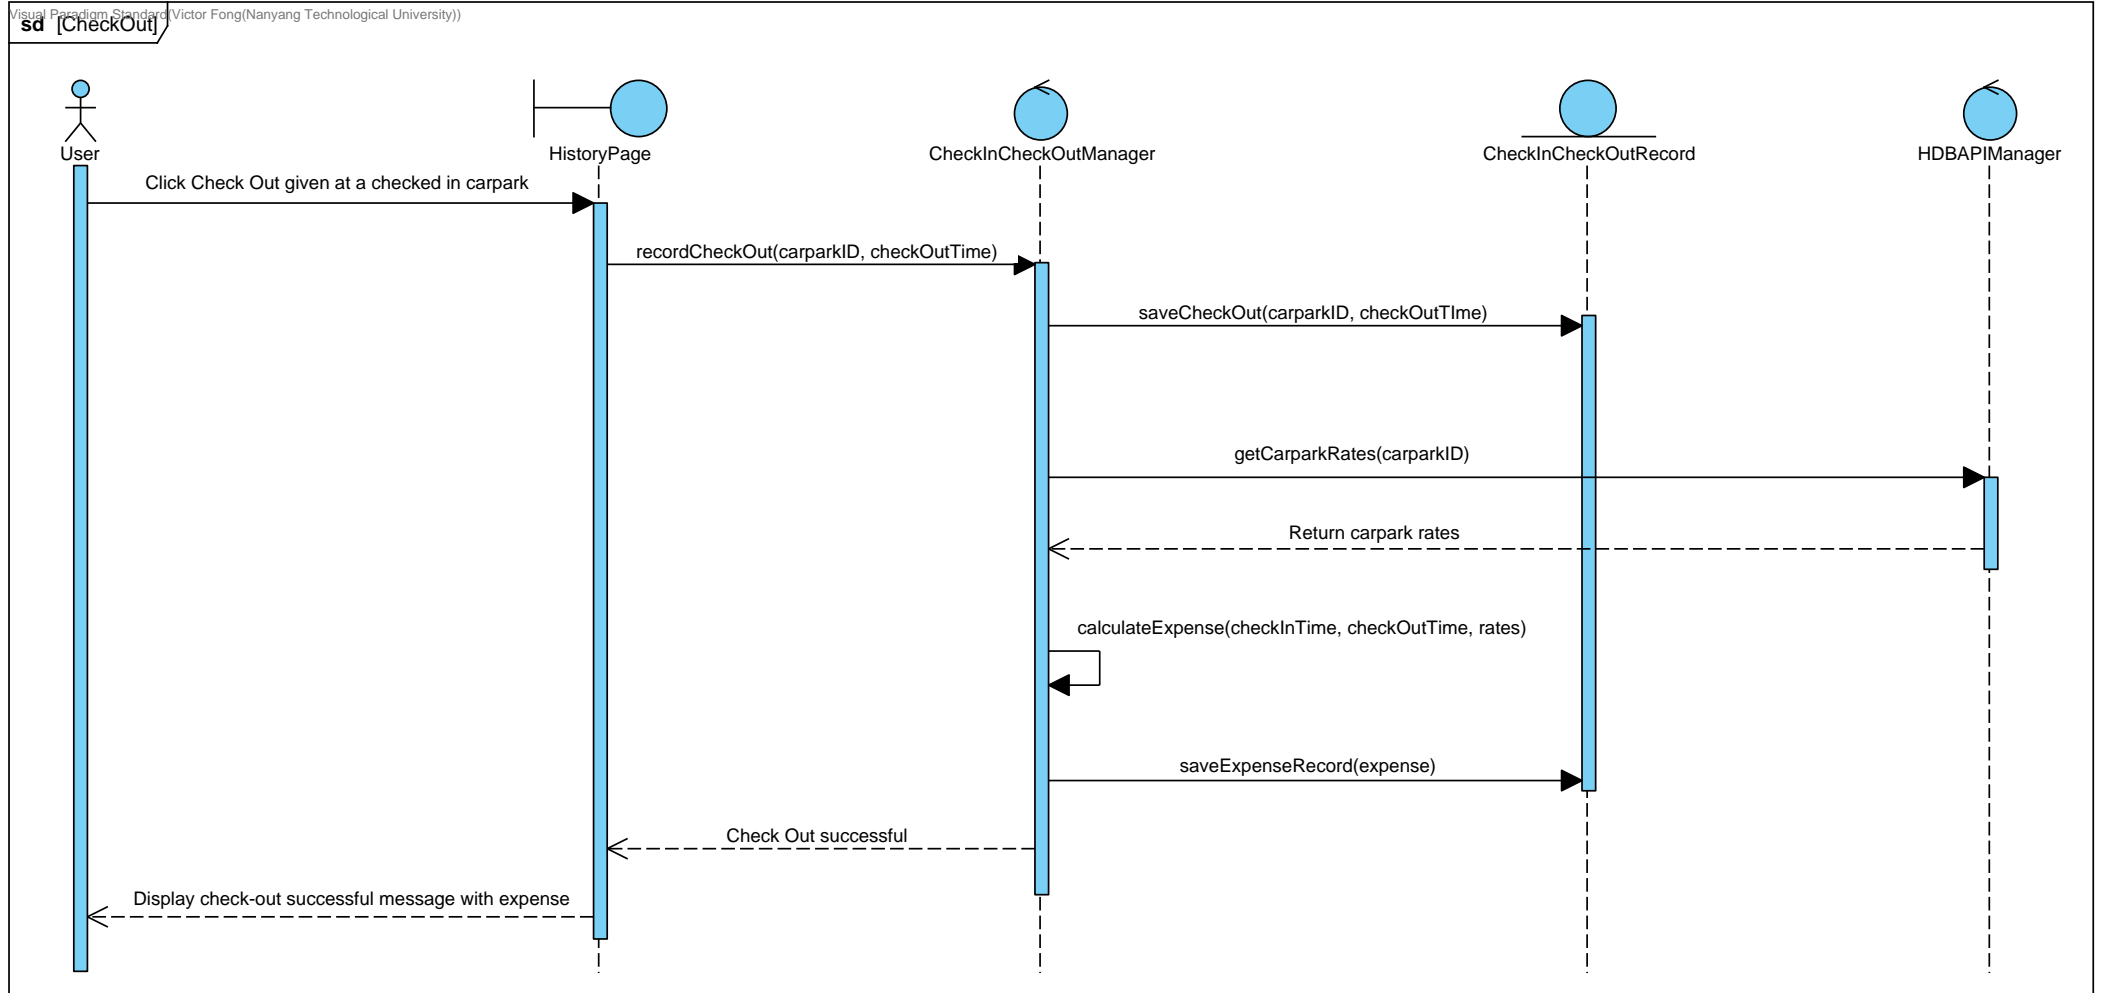 Visual Paradigm Standard(Victor Fong(Nanyang Technological University))
sd [CheckOut]
User
HistoryPage
CheckInCheckOutManager
CheckInCheckOutRecord
HDBAPIManager
Click Check Out given at a checked in carpark
recordCheckOut(carparkID, checkOutTime)
saveCheckOut(carparkID, checkOutTIme)
getCarparkRates(carparkID)
Return carpark rates
calculateExpense(checkInTime, checkOutTime, rates)
saveExpenseRecord(expense)
Check Out successful
Display check-out successful message with expense